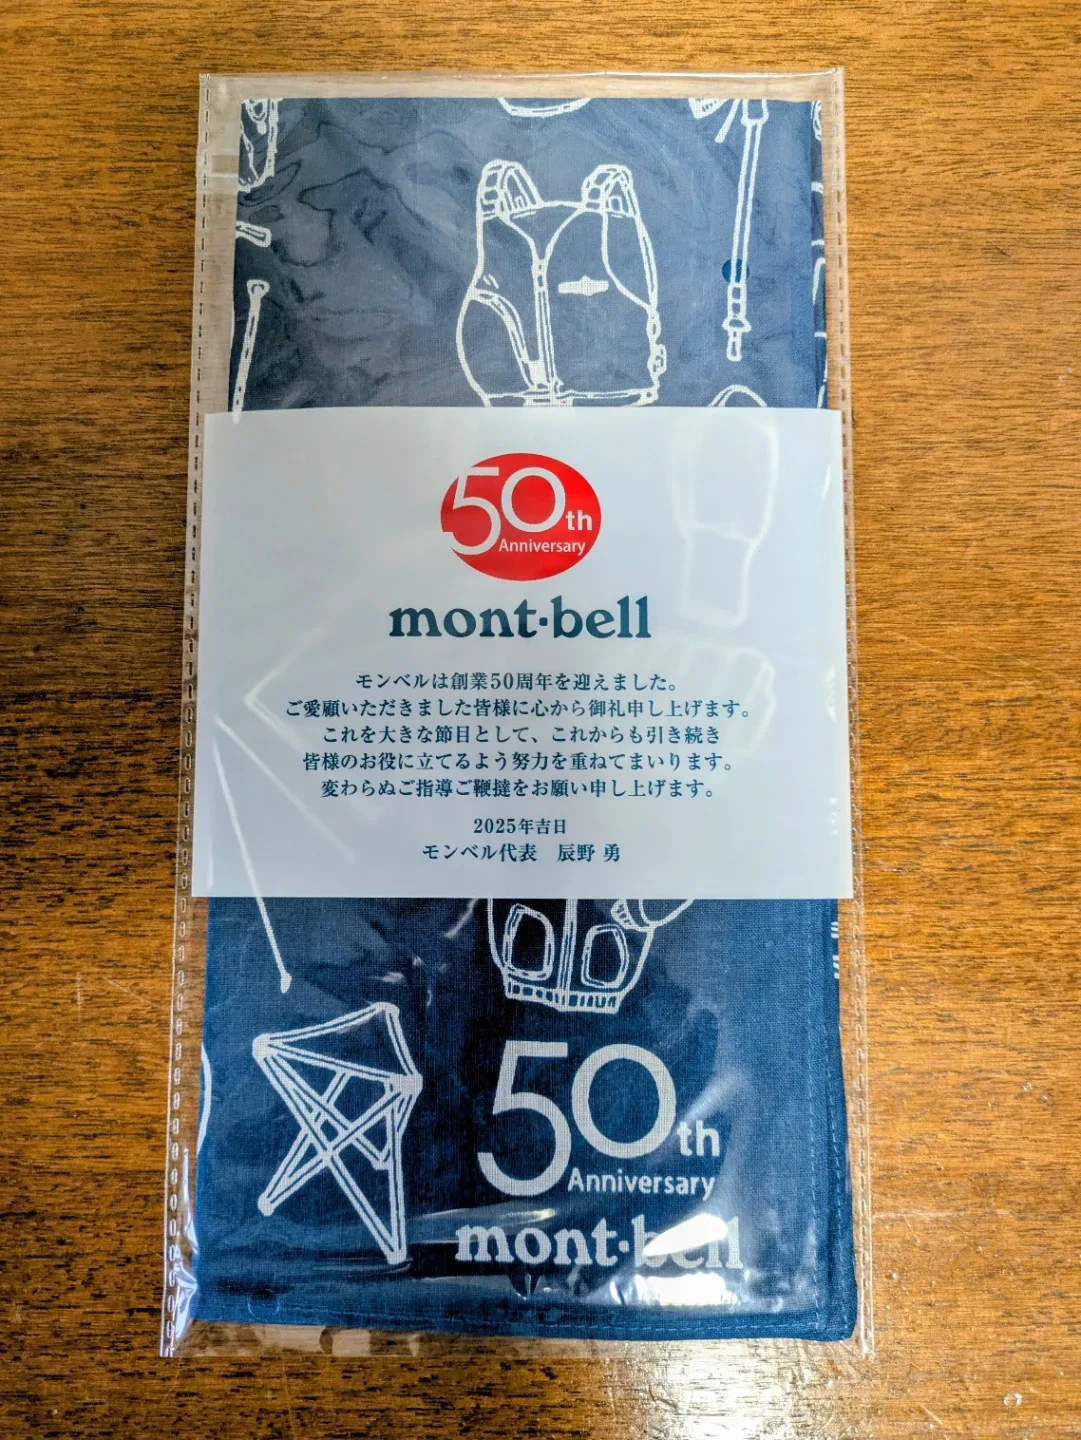 50th
Anniversary
mont·bell
モンベルは創業50周年を迎えました。
ご愛顧いただきました皆様に心から御礼申し上げます。
これを大きな節目として、これからも引き続き
皆様のお役に立てるよう努力を重ねてまいります。
変わらぬご指導ご鞭撻をお願い申し上げます。
2025年吉日
モンベル代表　辰野 勇
50th
Anniversary
mont·bell